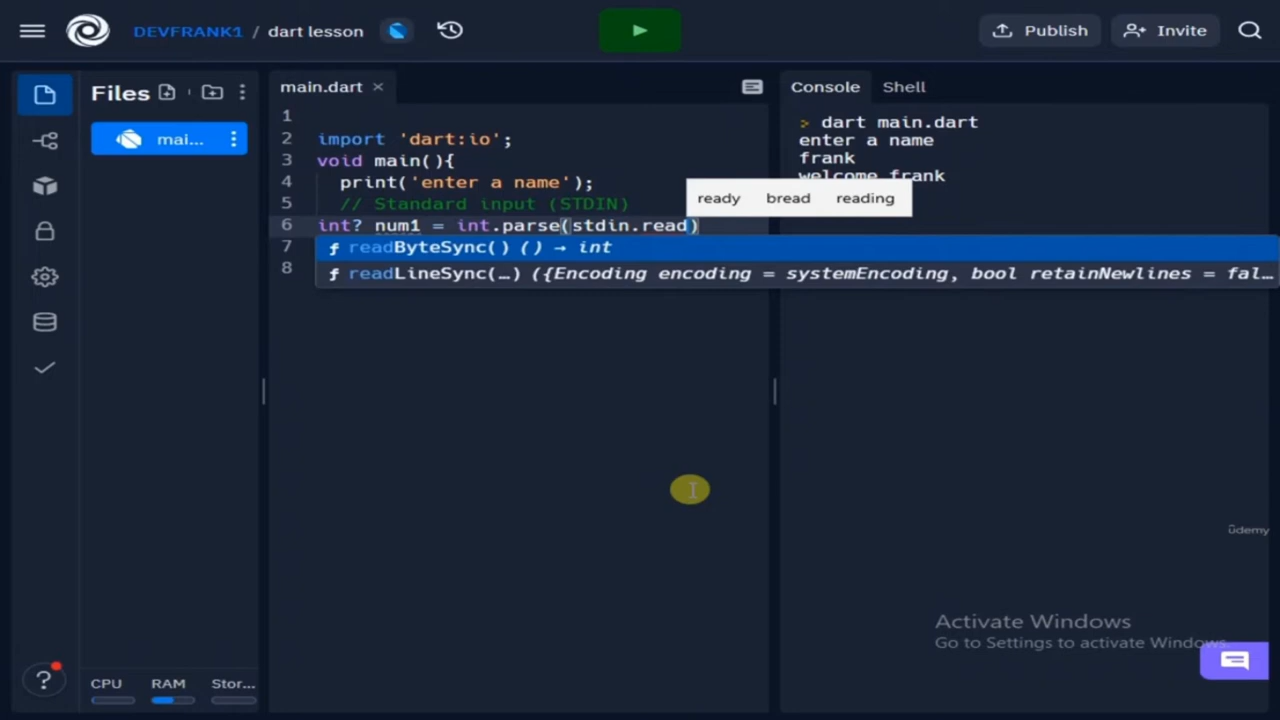 DEVFRANK1 / dart lesson
Publish
Invite
Files
mai...
main.dart ×
1
2 import 'dart:io';
3 void main(){
4 print('enter a name');
5 // Standard input (STDIN)
6 int? num1 = int.parse(stdin.read)
7
8
ready bread reading
f readByteSync() () → int
f readLineSync(…) ({Encoding encoding = systemEncoding, bool retainNewlines = fal…
Console Shell
> dart main.dart
enter a name
frank
welcome frank
ûdemy
Activate Windows
Go to Settings to activate Windows.
?
CPU RAM Stor...